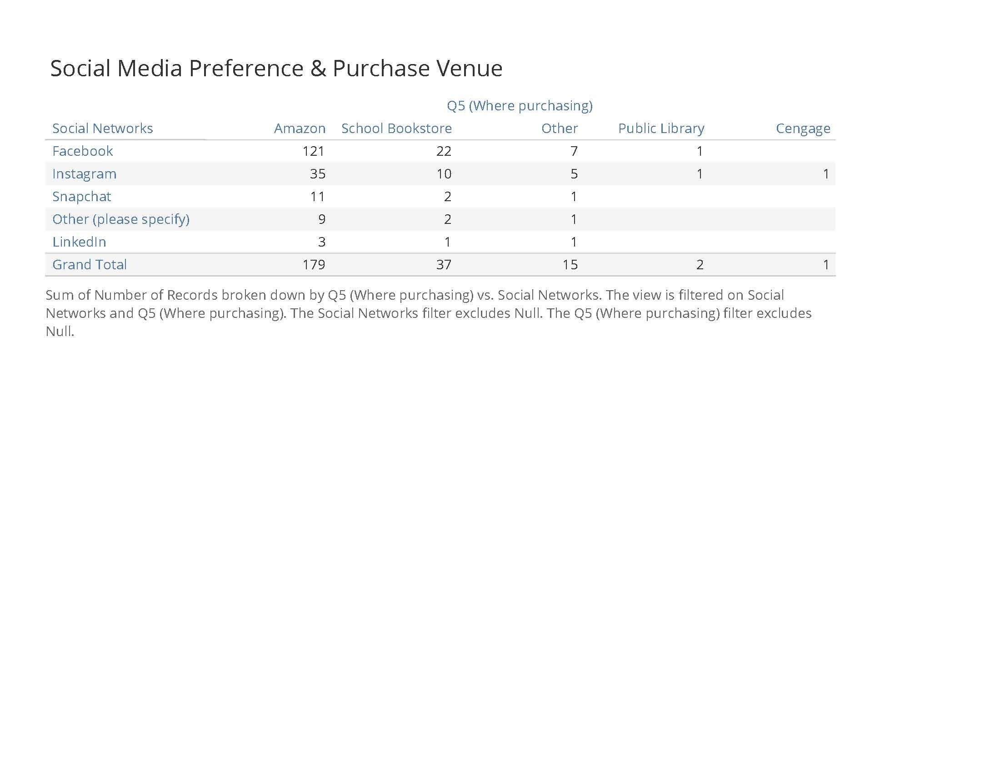 Social Media Preference & Purchase Venue
Q5 (Where purchasing)
Social Networks Amazon School Bookstore Other Public Library Cengage
Facebook 121 22 7 1
Instagram 35 10 5 1 1
Snapchat 11 2 1
Other (please specify) 9 2 1
LinkedIn 3 1 1
Grand Total 179 37 15 2 1
Sum of Number of Records broken down by Q5 (Where purchasing) vs. Social Networks. The view is filtered on Social
Networks and Q5 (Where purchasing). The Social Networks filter excludes Null. The Q5 (Where purchasing) filter excludes
Null.